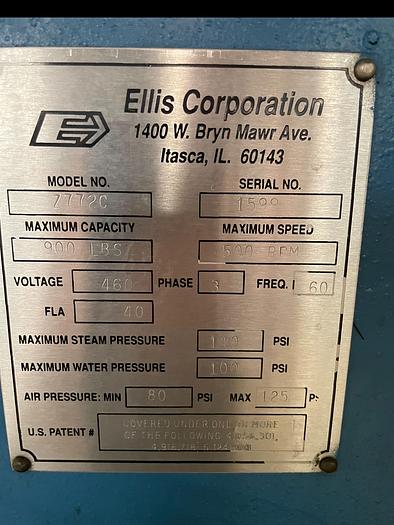 Ellis Corporation
1400 W. Bryn Mawr Ave.
Itasca, IL. 60143
MODEL NO. SERIAL NO.
7772C 1599
MAXIMUM CAPACITY MAXIMUM SPEED
900 LBS. 500 RPM
VOLTAGE 460 PHASE 3 FREQ. 60
FLA 40
MAXIMUM STEAM PRESSURE PSI
MAXIMUM WATER PRESSURE 100 PSI
AIR PRESSURE: MIN 80 PSI MAX 125
U.S. PATENT # COVERED UNDER ONE OR MORE
OF THE FOLLOWING